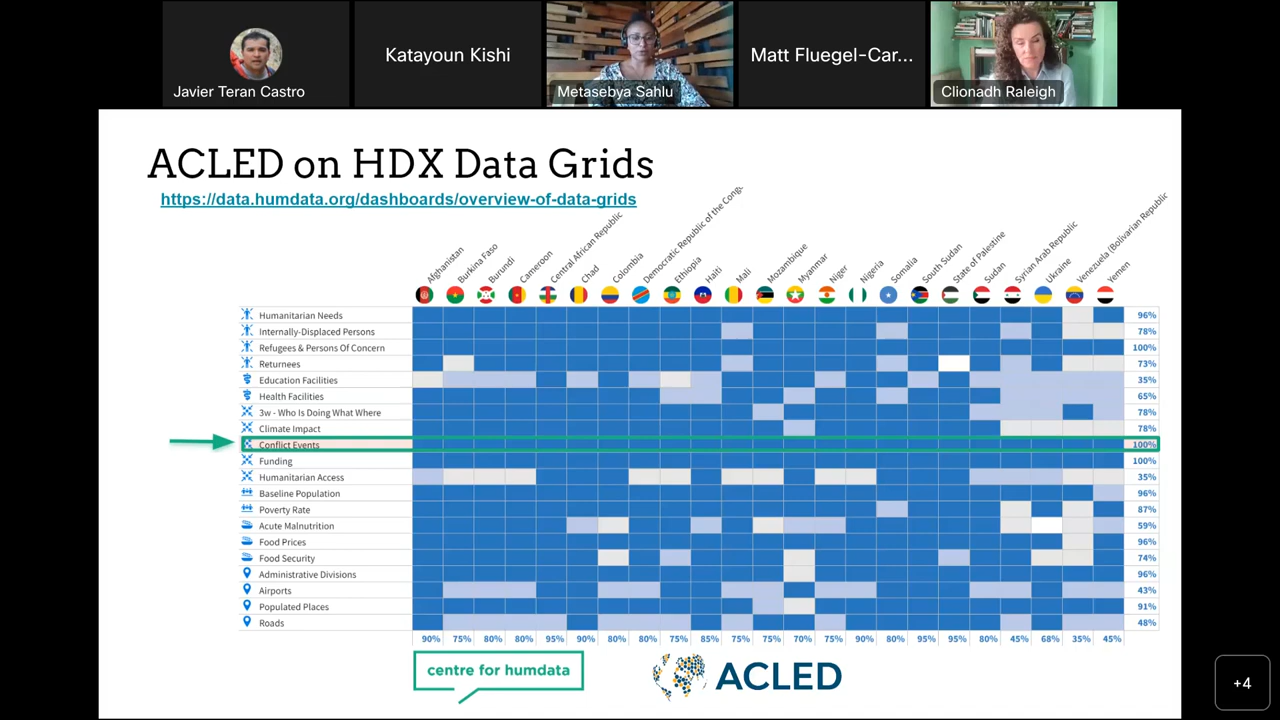 Javier Teran Castro
Katayoun Kishi
Metasebya Sahlu
Matt Fluegel-Car...
Clionadh Raleigh
ACLED on HDX Data Grids
https://data.humdata.org/dashboards/overview-of-data-grids
Afghanistan
Burkina Faso
Burundi
Cameroon
Central African Republic
Chad
Colombia
Democratic Republic of the Cong
Ethiopia
Haiti
Mali
Mozambique
Myanmar
Niger
Nigeria
Somalia
South Sudan
State of Palestine
Sudan
Syrian Arab Republic
Ukraine
Venezuela (Bolivarian Republic
Yemen
Humanitarian Needs 96%
Internally-Displaced Persons 78%
Refugees & Persons Of Concern 100%
Returnees 73%
Education Facilities 35%
Health Facilities 65%
3w - Who Is Doing What Where 78%
Climate Impact 78%
Conflict Events 100%
Funding 100%
Humanitarian Access 35%
Baseline Population 96%
Poverty Rate 87%
Acute Malnutrition 59%
Food Prices 96%
Food Security 74%
Administrative Divisions 96%
Airports 43%
Populated Places 91%
Roads 48%
90% 75% 80% 80% 95% 90% 80% 80% 75% 85% 75% 75% 70% 75% 90% 80% 95% 95% 80% 45% 68% 35% 45%
centre for humdata
ACLED
+4